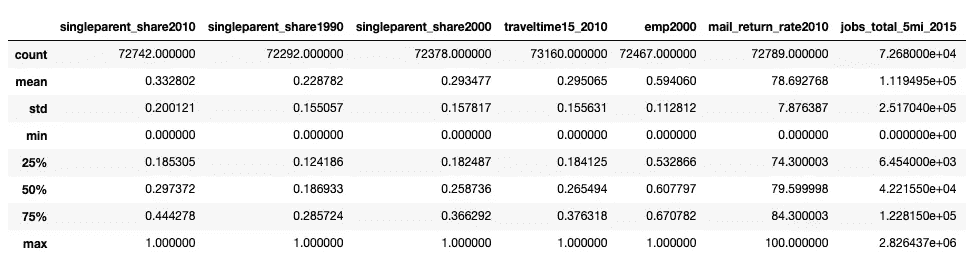 singleparent_share2010 singleparent_share1990 singleparent_share2000 traveltime15_2010 emp2000 mail_return_rate2010 jobs_total_5mi_2015
count 72742.000000 72292.000000 72378.000000 73160.000000 72467.000000 72789.000000 7.268000e+04
mean 0.332802 0.228782 0.293477 0.295065 0.594060 78.692768 1.119495e+05
std 0.200121 0.155057 0.157817 0.155631 0.112812 7.876387 2.517040e+05
min 0.000000 0.000000 0.000000 0.000000 0.000000 0.000000 0.000000e+00
25% 0.185305 0.124186 0.182487 0.184125 0.532866 74.300003 6.454000e+03
50% 0.297372 0.186933 0.258736 0.265494 0.607797 79.599998 4.221550e+04
75% 0.444278 0.285724 0.366292 0.376318 0.670782 84.300003 1.228150e+05
max 1.000000 1.000000 1.000000 1.000000 1.000000 100.000000 2.826437e+06